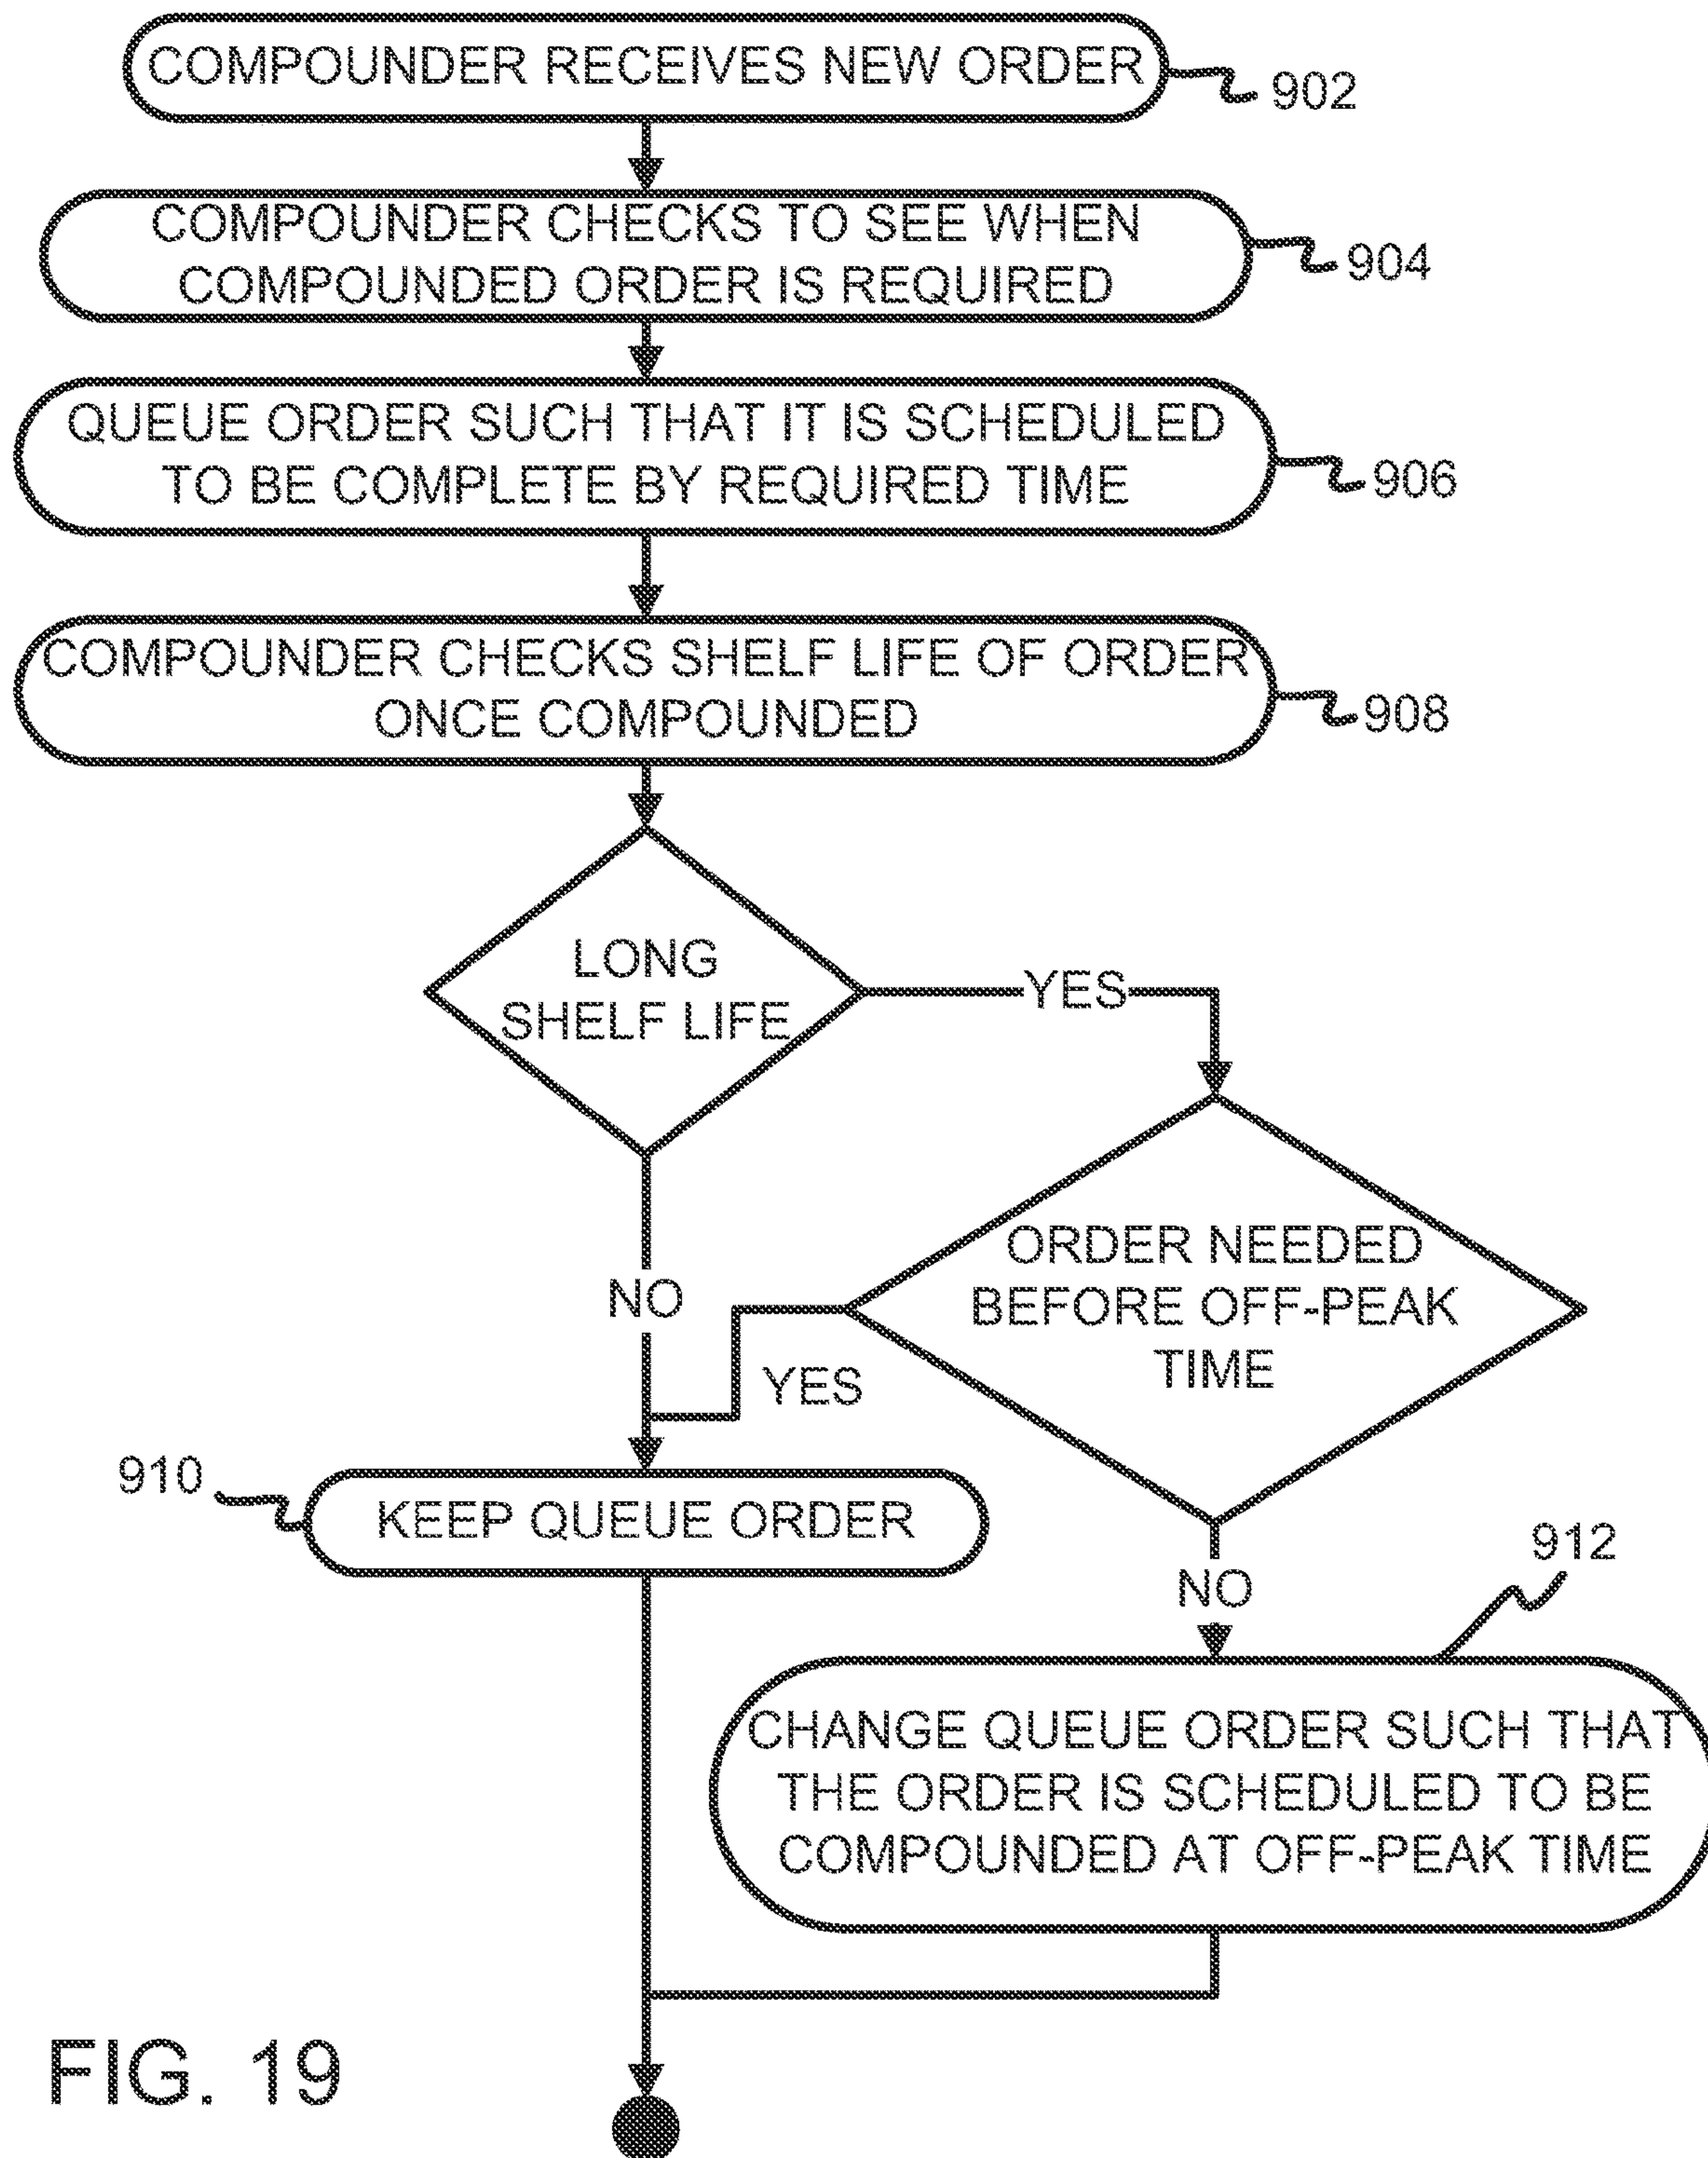 COMPOUNDER RECEIVES NEW ORDER
902
COMPOUNDER CHECKS TO SEE WHEN
COMPOUNDED ORDER IS REQUIRED
904
QUEUE ORDER SUCH THAT IT IS SCHEDULED
TO BE COMPLETE BY REQUIRED TIME
906
COMPOUNDER CHECKS SHELF LIFE OF ORDER
ONCE COMPOUNDED
908
LONG
SHELF LIFE
YES
NO
ORDER NEEDED
BEFORE OFF-PEAK
TIME
YES
910
KEEP QUEUE ORDER
NO
912
CHANGE QUEUE ORDER SUCH THAT
THE ORDER IS SCHEDULED TO BE
COMPOUNDED AT OFF-PEAK TIME
FIG. 19